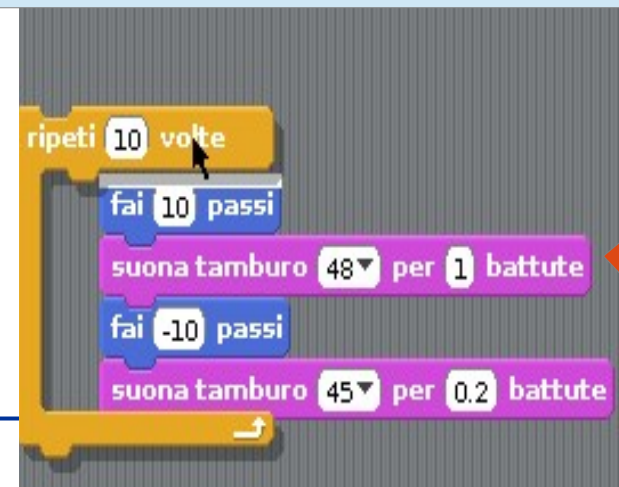 ripeti 10 volte
fai 10 passi
suona tamburo 48 per 1 battute
fai -10 passi
suona tamburo 45 per 0.2 battute